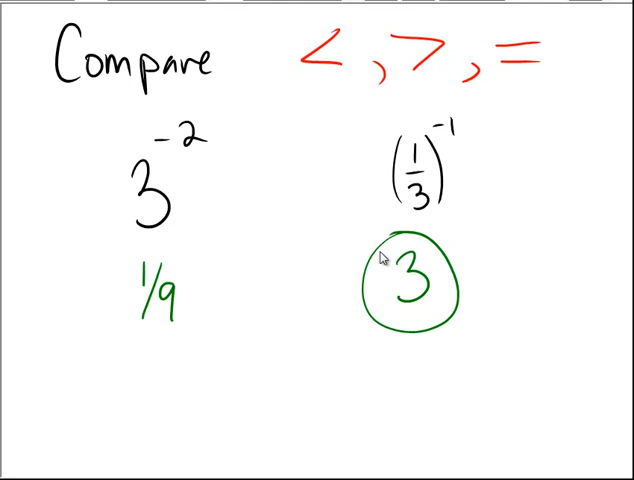 Compare <, >, =
3^-2 (1/3)^-1
1/9 3